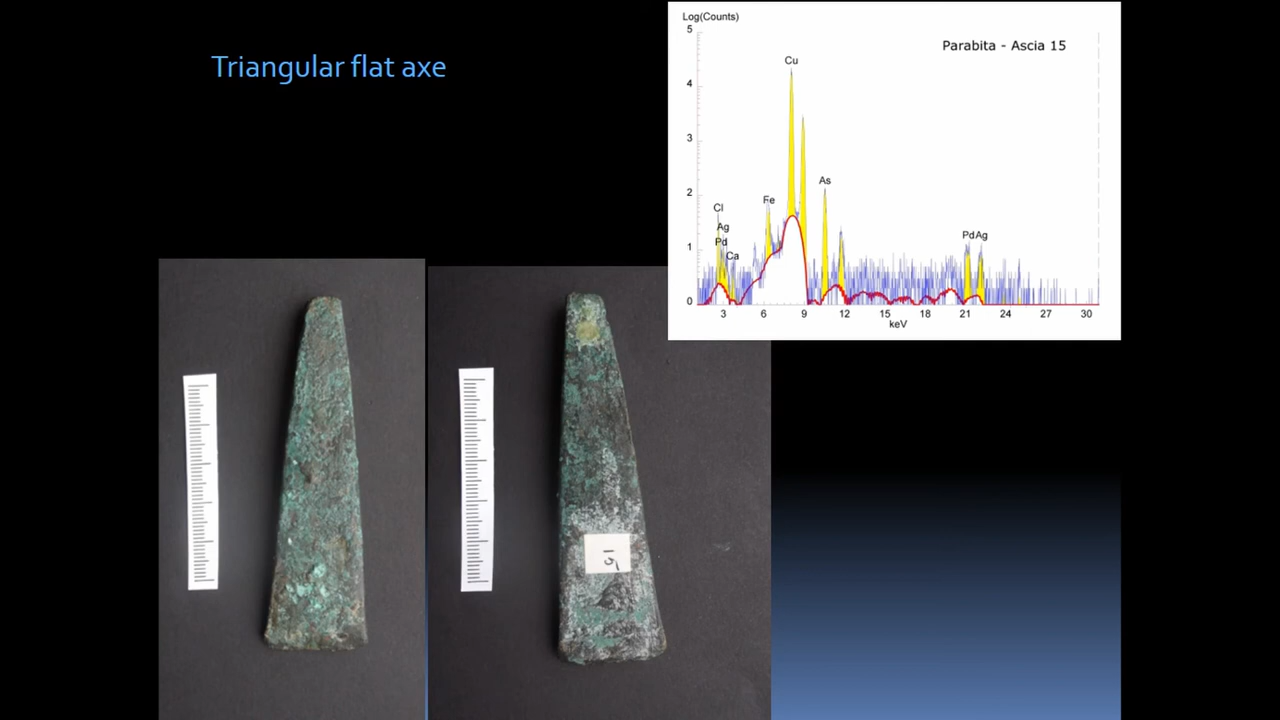 Triangular flat axe
Log(Counts)
Parabita - Ascia 15
5
4
3
2
1
0
Cu
As
Fe
Cl
Ag
Pd
Ca
PdAg
3 6 9 12 15 18 21 24 27 30
keV
15